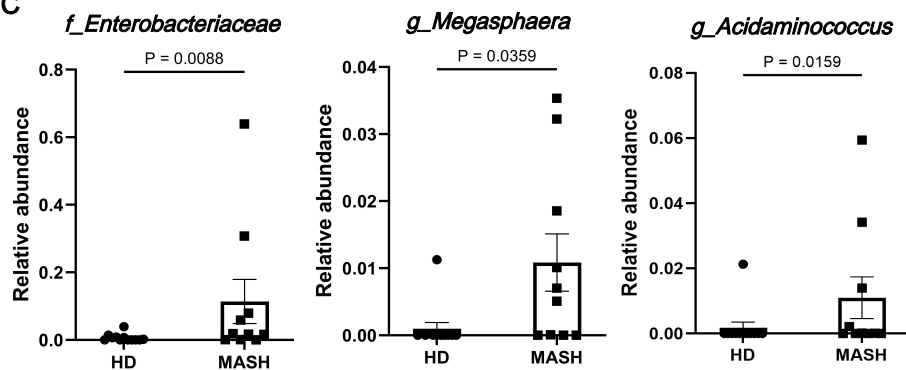 C
f_Enterobacteriaceae
P = 0.0088
Relative abundance
0.8
0.6
0.4
0.2
0.0
HD MASH
g_Megasphaera
P = 0.0359
Relative abundance
0.04
0.03
0.02
0.01
0.00
HD MASH
g_Acidaminococcus
P = 0.0159
Relative abundance
0.08
0.06
0.04
0.02
0.00
HD MASH